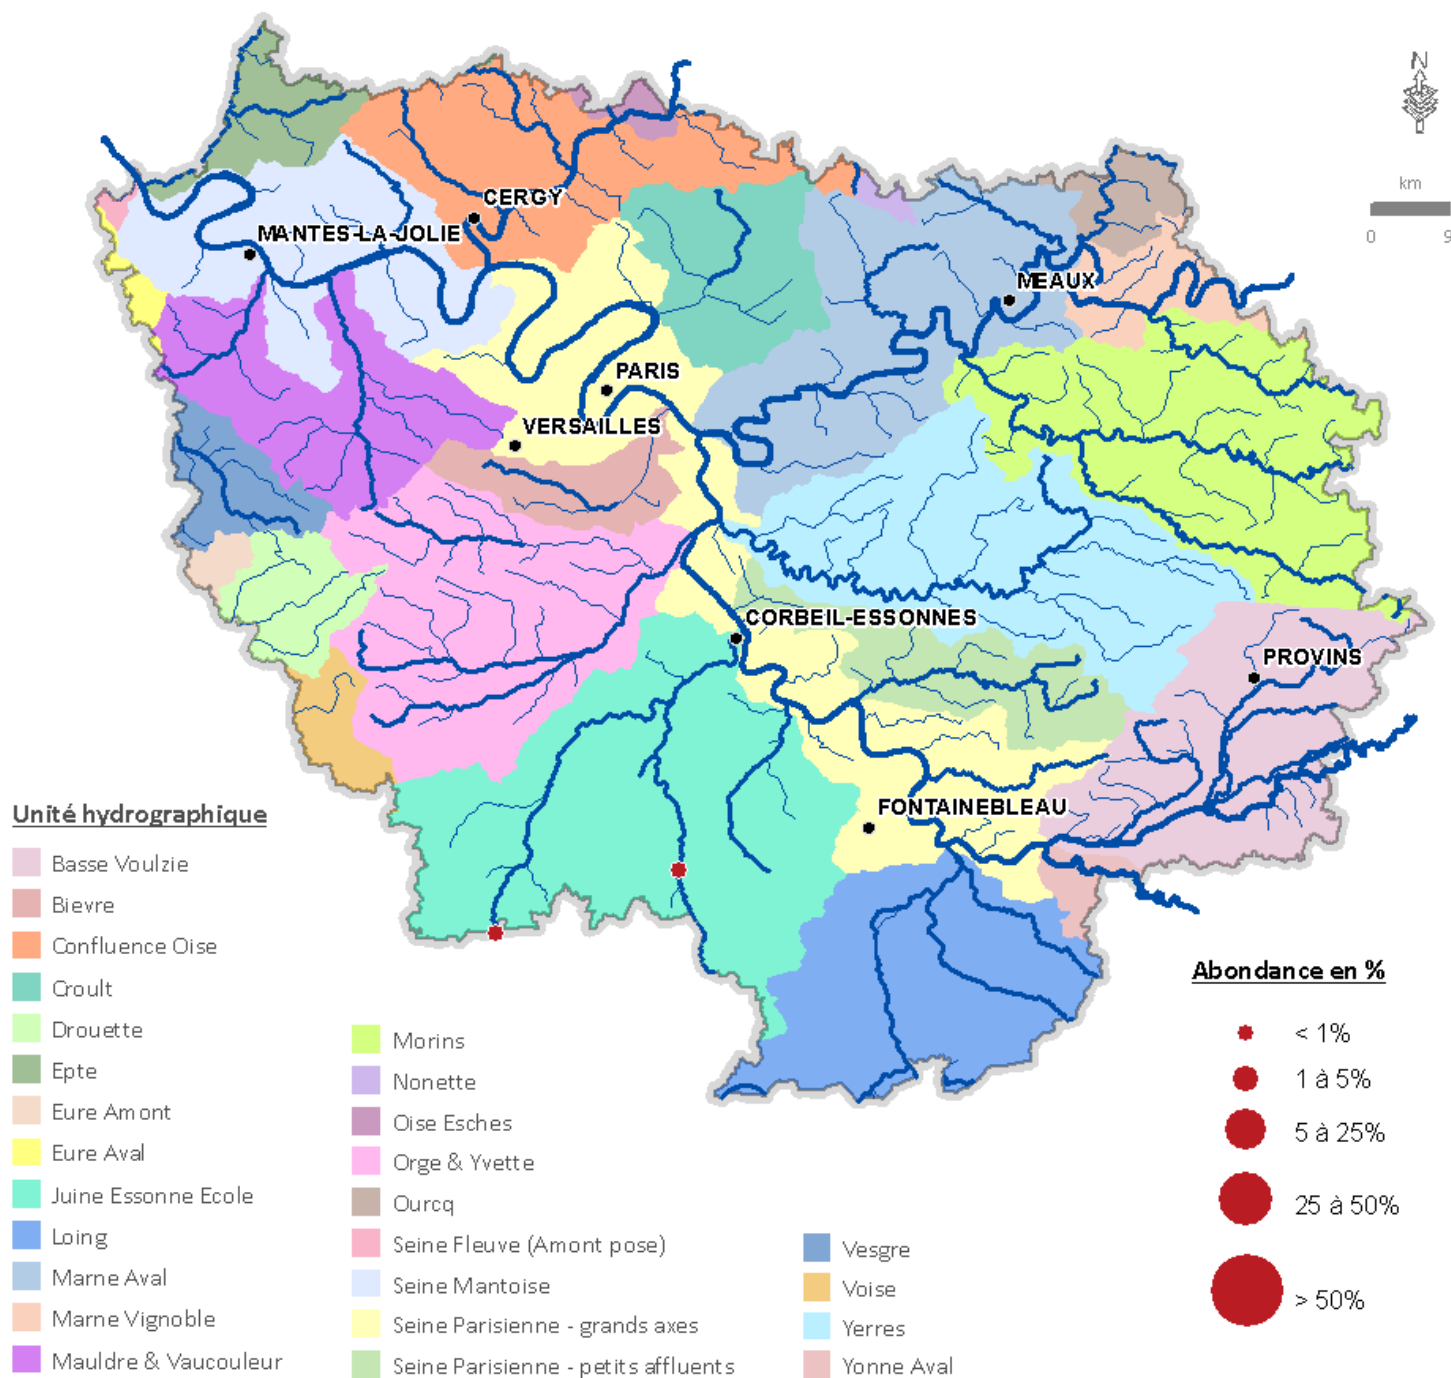 N
km
0 9
CERGY
MANTES-LA-JOLIE
MEAUX
PARIS
VERSAILLES
CORBEIL-ESSONNES
PROVINS
FONTAINEBLEAU
Unité hydrographique
Basse Voulzie
Bievre
Confluence Oise
Croult
Drouette
Epte
Eure Amont
Eure Aval
Juine Essonne Ecole
Loing
Marne Aval
Marne Vignoble
Mauldre & Vaucouleur
Morins
Nonette
Oise Esches
Orge & Yvette
Ourcq
Seine Fleuve (Amont pose)
Seine Mantoise
Seine Parisienne - grands axes
Seine Parisienne - petits affluents
Vesgre
Voise
Yerres
Yonne Aval
Abondance en %
< 1%
1 à 5%
5 à 25%
25 à 50%
> 50%